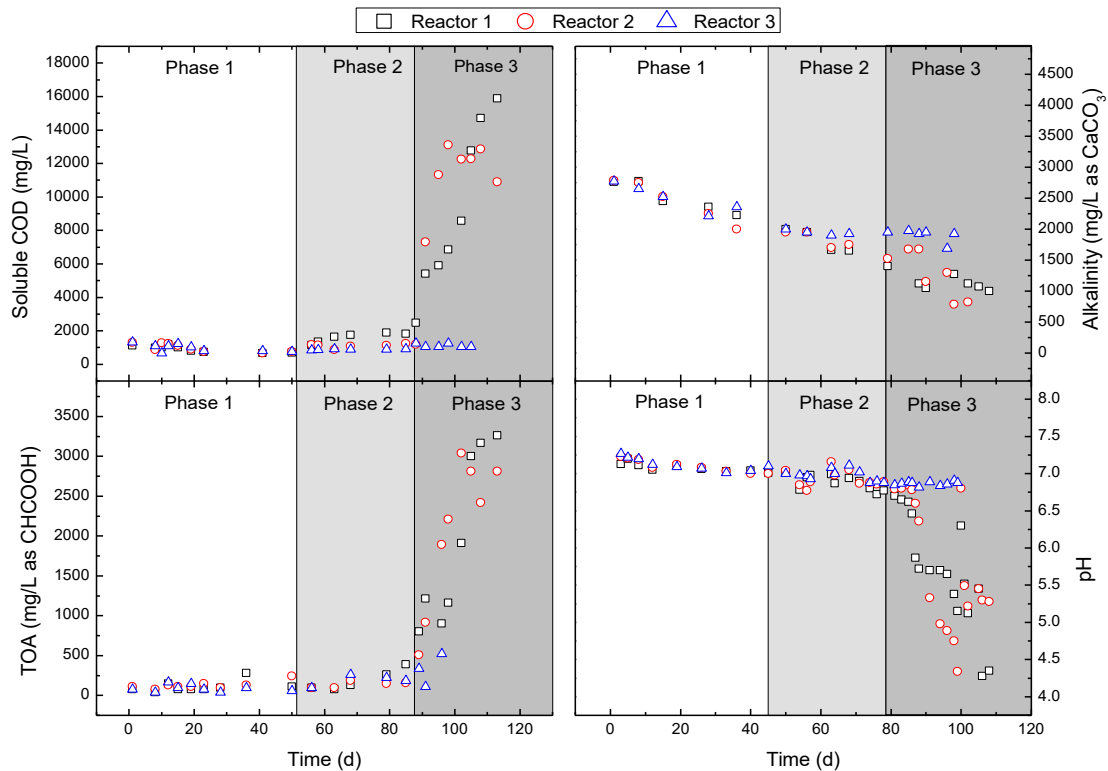 Reactor 1 Reactor 2 Reactor 3
Phase 1 Phase 2 Phase 3
18000
16000
14000
12000
10000
8000
6000
4000
2000
0
Soluble COD (mg/L)
Phase 1 Phase 2 Phase 3
4500
4000
3500
3000
2500
2000
1500
1000
500
0
Alkalinity (mg/L as CaCO3)
Phase 1 Phase 2 Phase 3
3500
3000
2500
2000
1500
1000
500
0
TOA (mg/L as CHCOOH)
0 20 40 60 80 100 120
Time (d)
Phase 1 Phase 2 Phase 3
8.0
7.5
7.0
6.5
6.0
5.5
5.0
4.5
4.0
pH
0 20 40 60 80 100 120
Time (d)